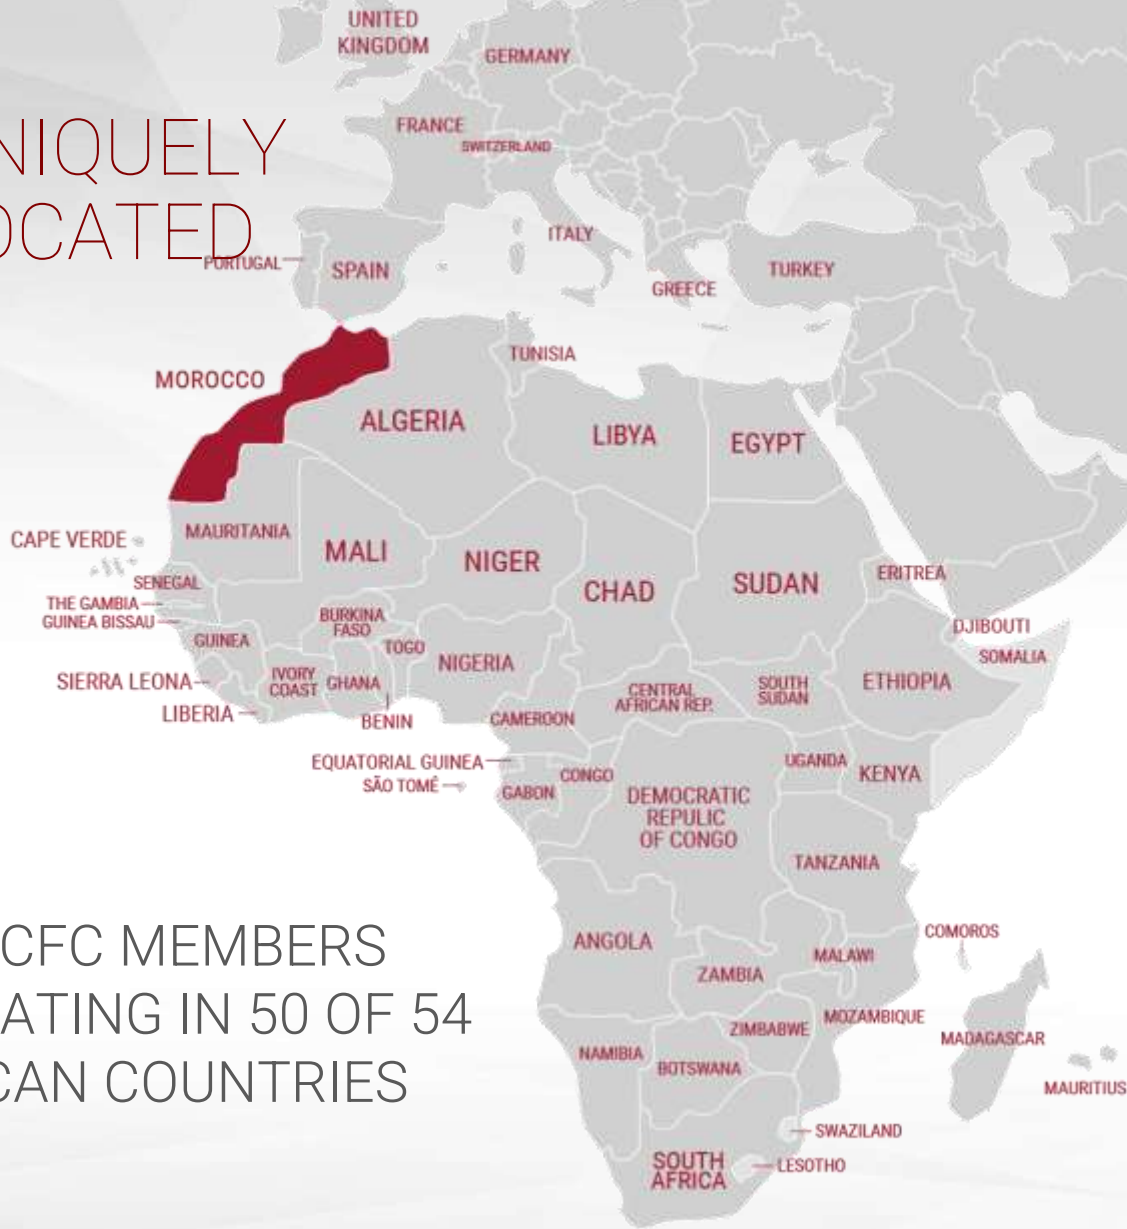 UNITED
KINGDOM
GERMANY
FRANCE
SWITZERLAND
NIQUELY
OCATED
ITALY
PORTUGAL
SPAIN
TURKEY
GREECE
TUNISIA
MOROCCO
ALGERIA
LIBYA
EGYPT
MAURITANIA
CAPE VERDE
MALI
NIGER
CHAD
SUDAN
ERITREA
SENEGAL
THE GAMBIA
GUINEA BISSAU
BURKINA
FASO
DJIBOUTI
GUINEA
TOGO
NIGERIA
SOMALIA
SIERRA LEONA
IVORY
COAST
GHANA
CENTRAL
AFRICAN REP.
SOUTH
SUDAN
ETHIOPIA
LIBERIA
BENIN
CAMEROON
EQUATORIAL GUINEA
UGANDA
KENYA
SÃO TOMÉ
GABON
CONGO
DEMOCRATIC
REPULIC
OF CONGO
TANZANIA
CFC MEMBERS
ATING IN 50 OF 54
CAN COUNTRIES
ANGOLA
COMOROS
MALAWI
ZAMBIA
MOZAMBIQUE
ZIMBABWE
MADAGASCAR
NAMIBIA
BOTSWANA
MAURITIUS
SWAZILAND
SOUTH
AFRICA
LESOTHO